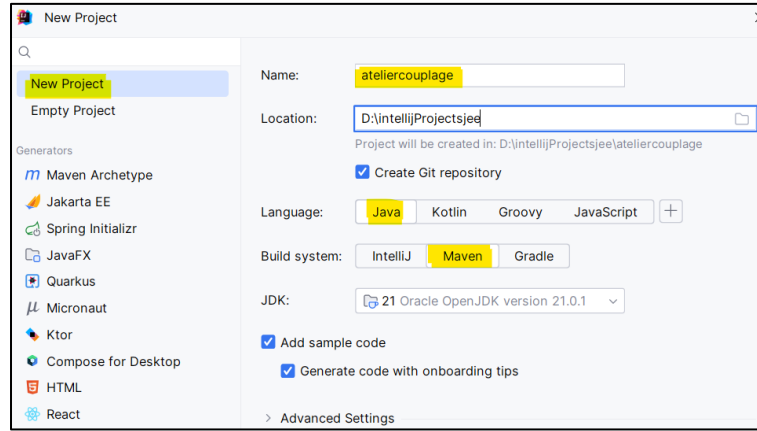 New Project
New Project
Empty Project
Generators
Maven Archetype
Jakarta EE
Spring Initializr
JavaFX
Quarkus
Micronaut
Ktor
Compose for Desktop
HTML
React
Name: ateliercouplage
Location: D:\intellijProjectsjee
Project will be created in: D:\intellijProjectsjee\ateliercouplage
Create Git repository
Language: Java Kotlin Groovy JavaScript
Build system: IntelliJ Maven Gradle
JDK: 21 Oracle OpenJDK version 21.0.1
Add sample code
Generate code with onboarding tips
Advanced Settings